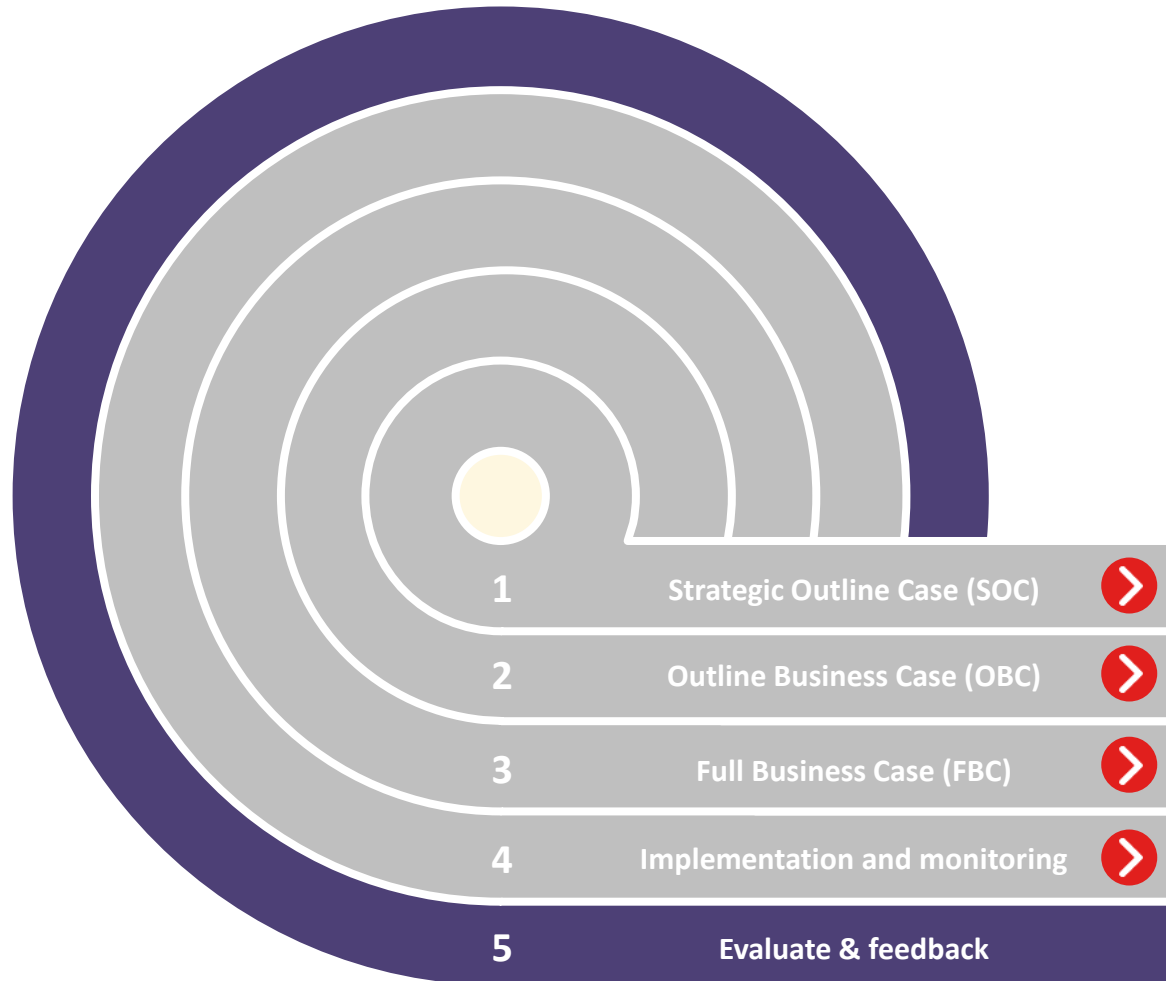 1 Strategic Outline Case (SOC)
2 Outline Business Case (OBC)
3 Full Business Case (FBC)
4 Implementation and monitoring
5 Evaluate & feedback